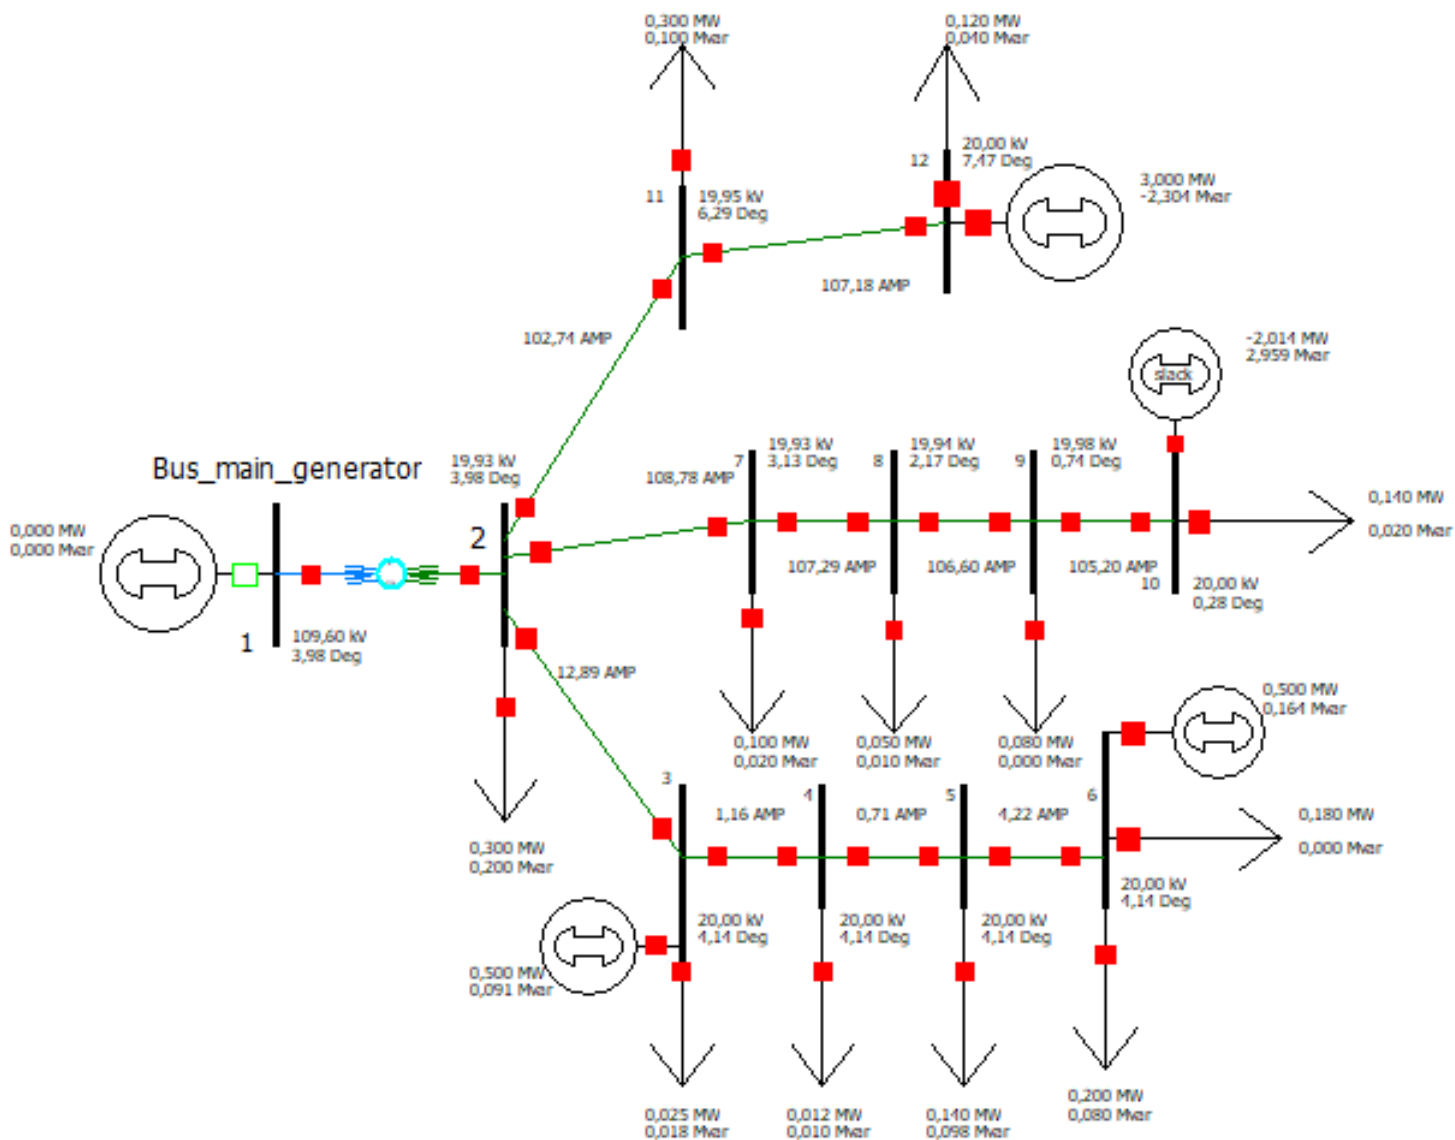 0,300 MW
0,100 Mvar
0,120 MW
0,040 Mvar
11
19,95 kV
6,29 Deg
12
20,00 kV
7,47 Deg
3,000 MW
-2,304 Mvar
107,18 AMP
102,74 AMP
slack
-2,014 MW
2,959 Mvar
Bus_main_generator
19,93 kV
3,98 Deg
108,78 AMP
7
19,93 kV
3,13 Deg
8
19,94 kV
2,17 Deg
9
19,98 kV
0,74 Deg
0,140 MW
0,020 Mvar
0,000 MW
0,000 Mvar
2
107,29 AMP
106,60 AMP
105,20 AMP
10
20,00 kV
0,28 Deg
1
109,60 kV
3,98 Deg
12,89 AMP
0,100 MW
0,020 Mvar
0,050 MW
0,010 Mvar
0,080 MW
0,000 Mvar
0,500 MW
0,164 Mvar
3
4
5
6
1,16 AMP
0,71 AMP
4,22 AMP
0,180 MW
0,000 Mvar
0,300 MW
0,200 Mvar
20,00 kV
4,14 Deg
20,00 kV
4,14 Deg
20,00 kV
4,14 Deg
20,00 kV
4,14 Deg
0,500 MW
0,091 Mvar
0,025 MW
0,018 Mvar
0,012 MW
0,010 Mvar
0,140 MW
0,098 Mvar
0,200 MW
0,080 Mvar